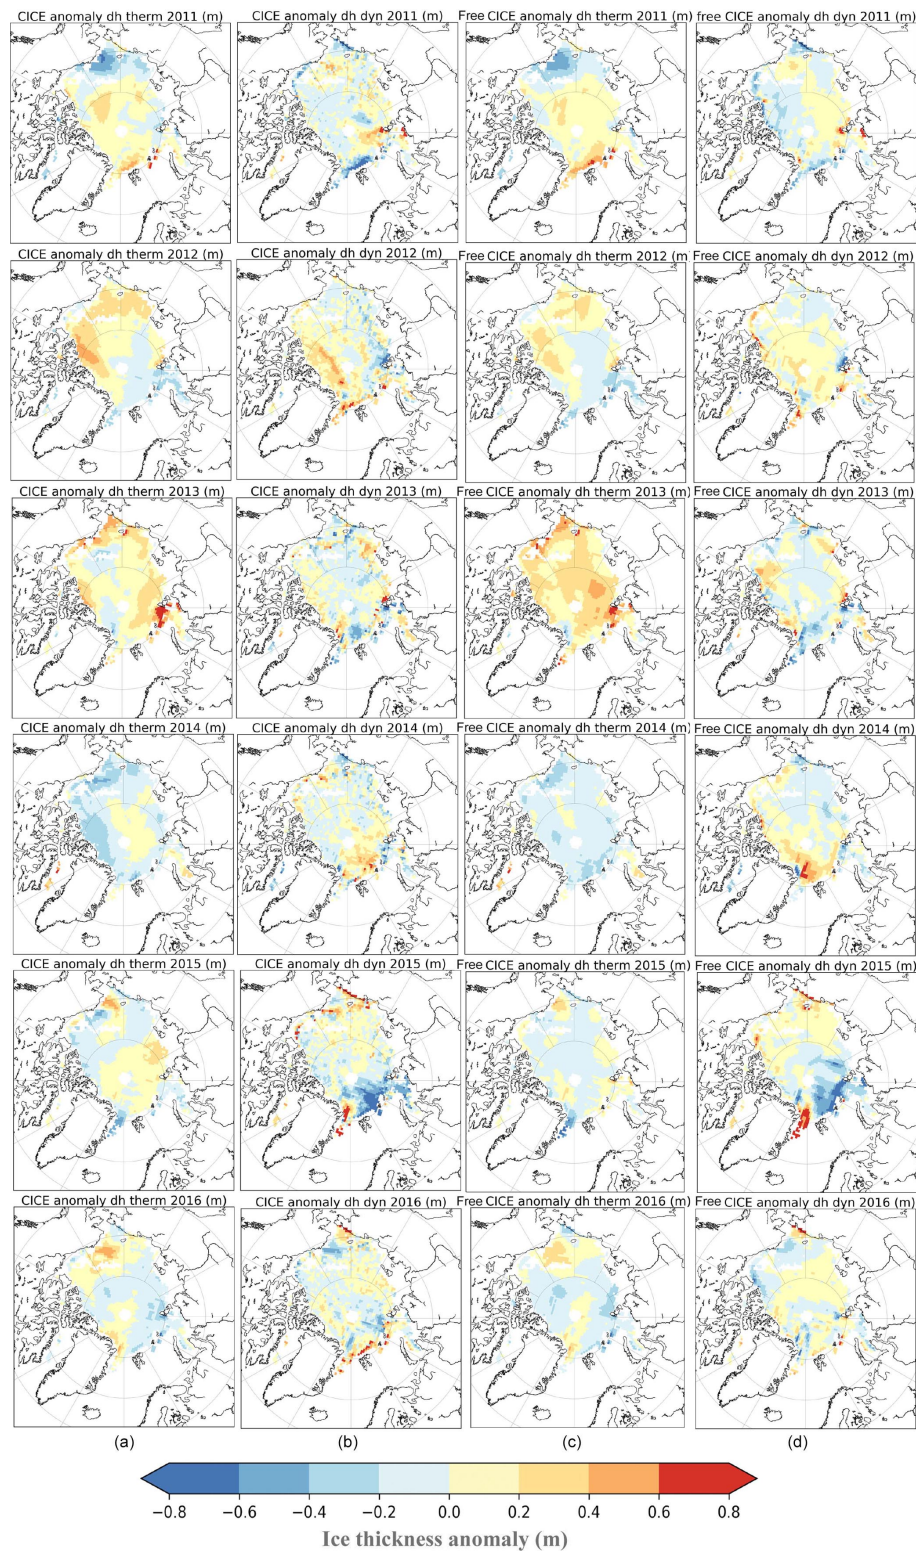 CICE anomaly dh therm 2011 (m) CICE anomaly dh dyn 2011 (m) Free CICE anomaly dh therm 2011 (m) free CICE anomaly dh dyn 2011 (m)
CICE anomaly dh therm 2012 (m) CICE anomaly dh dyn 2012 (m) Free CICE anomaly dh therm 2012 (m) Free CICE anomaly dh dyn 2012 (m)
CICE anomaly dh therm 2013 (m) CICE anomaly dh dyn 2013 (m) Free CICE anomaly dh therm 2013 (m) Free CICE anomaly dh dyn 2013 (m)
CICE anomaly dh therm 2014 (m) CICE anomaly dh dyn 2014 (m) Free CICE anomaly dh therm 2014 (m) Free CICE anomaly dh dyn 2014 (m)
CICE anomaly dh therm 2015 (m) CICE anomaly dh dyn 2015 (m) Free CICE anomaly dh therm 2015 (m) Free CICE anomaly dh dyn 2015 (m)
CICE anomaly dh therm 2016 (m) CICE anomaly dh dyn 2016 (m) Free CICE anomaly dh therm 2016 (m) Free CICE anomaly dh dyn 2016 (m)
(a) (b) (c) (d)
−0.8 −0.6 −0.4 −0.2 0.0 0.2 0.4 0.6 0.8
Ice thickness anomaly (m)